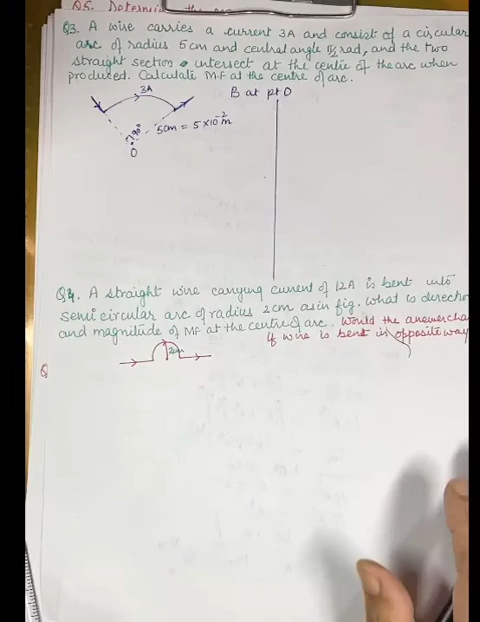 Q5. Determine the
Q3. A wire carries a current 3A and consist of a circular
arc of radius 5cm and central angle π/2 rad, and the two
straight section intersect at the centre of the arc when
produced. Calculate M.F at the centre of arc.
3A
B at pt O
90°
5cm = 5×10⁻²m
O
Q4. A straight wire carrying current of 12A is bent into
semi circular arc of radius 2cm as in fig. what is direction
and magnitude of MF at the centre of arc. Would the answer cha
if wire is bent in opposite way
2cm
Q